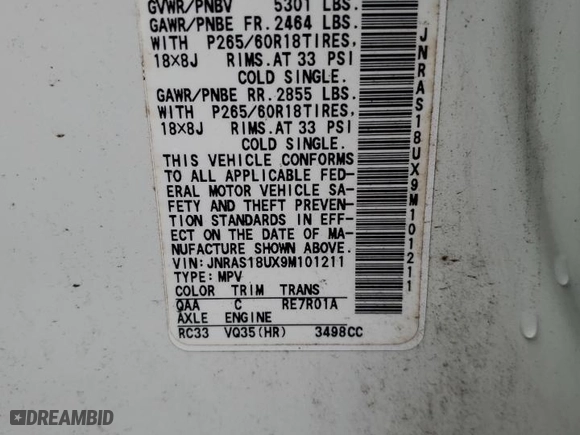 GVWR/PNBV 5301 LBS.
GAWR/PNBE FR. 2464 LBS.
WITH P265/60R18TIRES,
18×8J RIMS. AT 33 PSI
COLD SINGLE.
GAWR/PNBE RR. 2855 LBS.
WITH P265/60R18TIRES,
18×8J RIMS. AT 33 PSI
COLD SINGLE.
THIS VEHICLE CONFORMS
TO ALL APPLICABLE FED-
ERAL MOTOR VEHICLE SA-
FETY AND THEFT PREVEN-
TION STANDARDS IN EFF-
ECT ON THE DATE OF MA-
NUFACTURE SHOWN ABOVE.
VIN: JNRAS18UX9M101211
TYPE: MPV
COLOR TRIM TRANS
QAA C RE7R01A
AXLE ENGINE
RC33 VQ35(HR) 3498CC
JNRAS18UX9M101211
DREAMBID